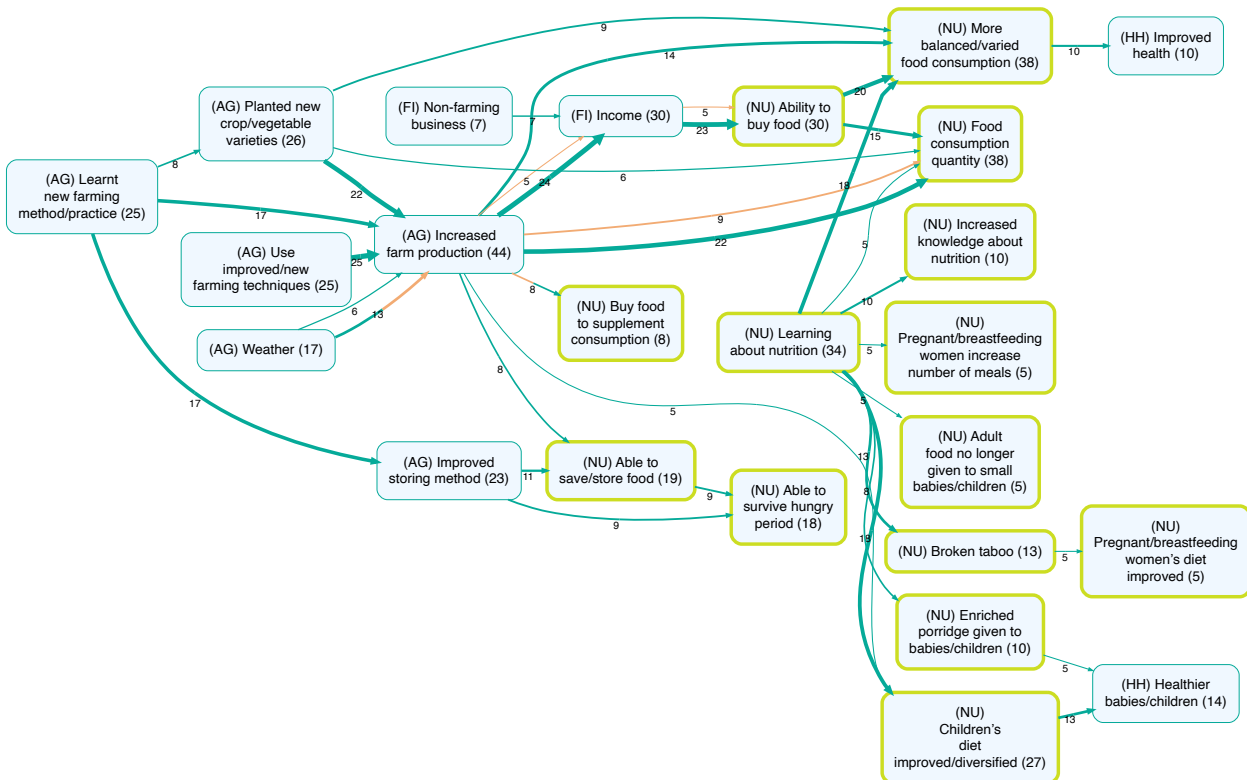 (NU) More
balanced/varied
food consumption
(38)
10
(HH) Improved
health (10)
9
14
(AG) Planted new
crop/vegetable
varieties (26)
(FI) Non-farming
business (7)
7
(FI) Income (30)
5
23
(NU) Ability to
buy food (30)
20
15
(NU) Food
consumption
quantity (38)
8
(AG) Learnt
new farming
method/practice (25)
22
17
5
24
6
18
9
22
5
(AG) Increased
farm production (44)
(AG) Use
improved/new
farming techniques
(25)
25
6
13
(AG) Weather (17)
8
(NU) Buy food
to supplement
consumption (8)
(NU) Increased
knowledge about
nutrition (10)
10
(NU) Learning
about nutrition (34)
5
(NU)
Pregnant/breastfeeding
women increase
number of meals (5)
8
5
5
(NU) Adult
food no longer
given to small
babies/children (5)
17
(AG) Improved
storing method (23)
11
(NU) Able to
save/store food (19)
9
9
(NU) Able to
survive hungry
period (18)
13
8
18
(NU) Broken taboo (13)
5
(NU)
Pregnant/breastfeeding
women's diet
improved (5)
(NU) Enriched
porridge given to
babies/children (10)
5
(HH) Healthier
babies/children (14)
13
(NU)
Children's
diet
improved/diversified (27)